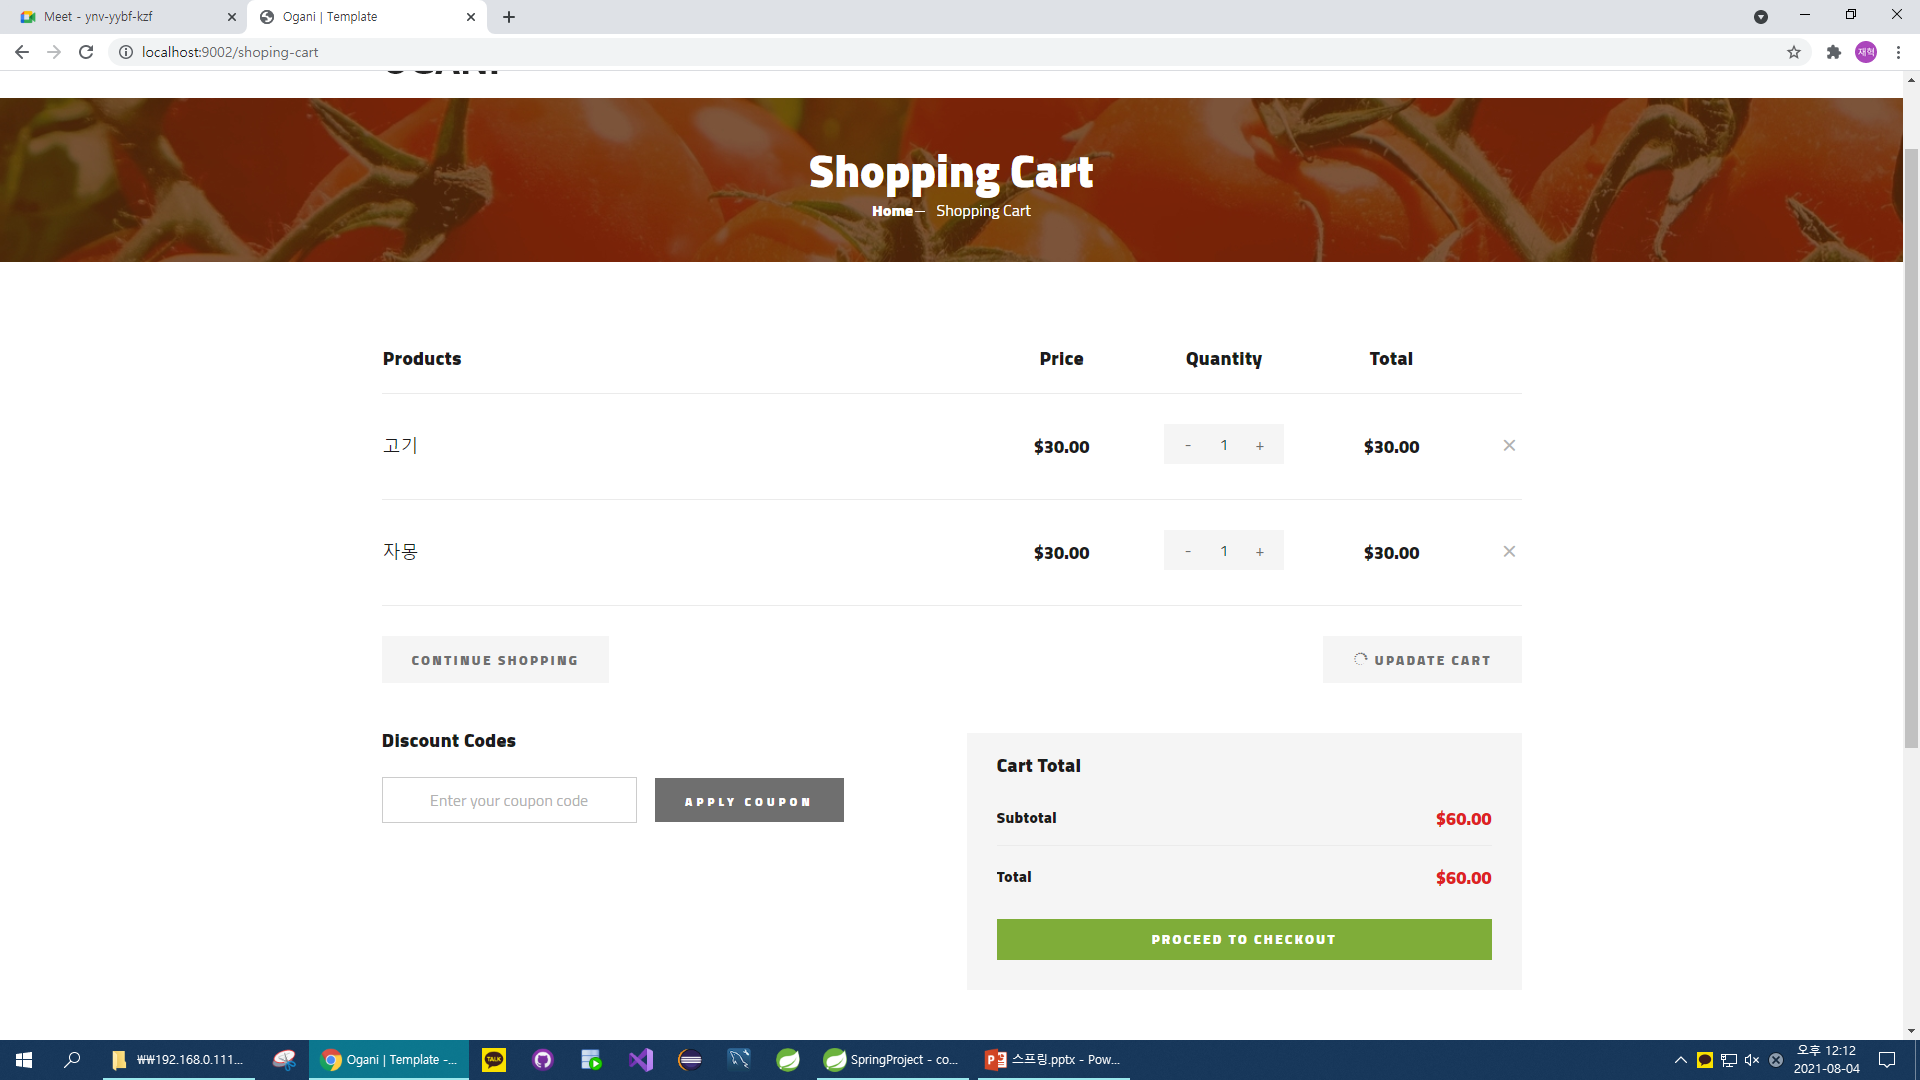 Meet - ynv-yybf-kzf
Ogani | Template
localhost:9002/shoping-cart
재혁
OGANI
Shopping Cart
Home
Shopping Cart
Products Price Quantity Total
고기 $30.00 - 1 + $30.00
자몽 $30.00 - 1 + $30.00
CONTINUE SHOPPING
UPADATE CART
Discount Codes
Enter your coupon code
APPLY COUPON
Cart Total
Subtotal $60.00
Total $60.00
PROCEED TO CHECKOUT
₩₩192.168.0.111...
Ogani | Template -...
TALK
SpringProject - co...
스프링.pptx - Pow...
오후 12:12
2021-08-04